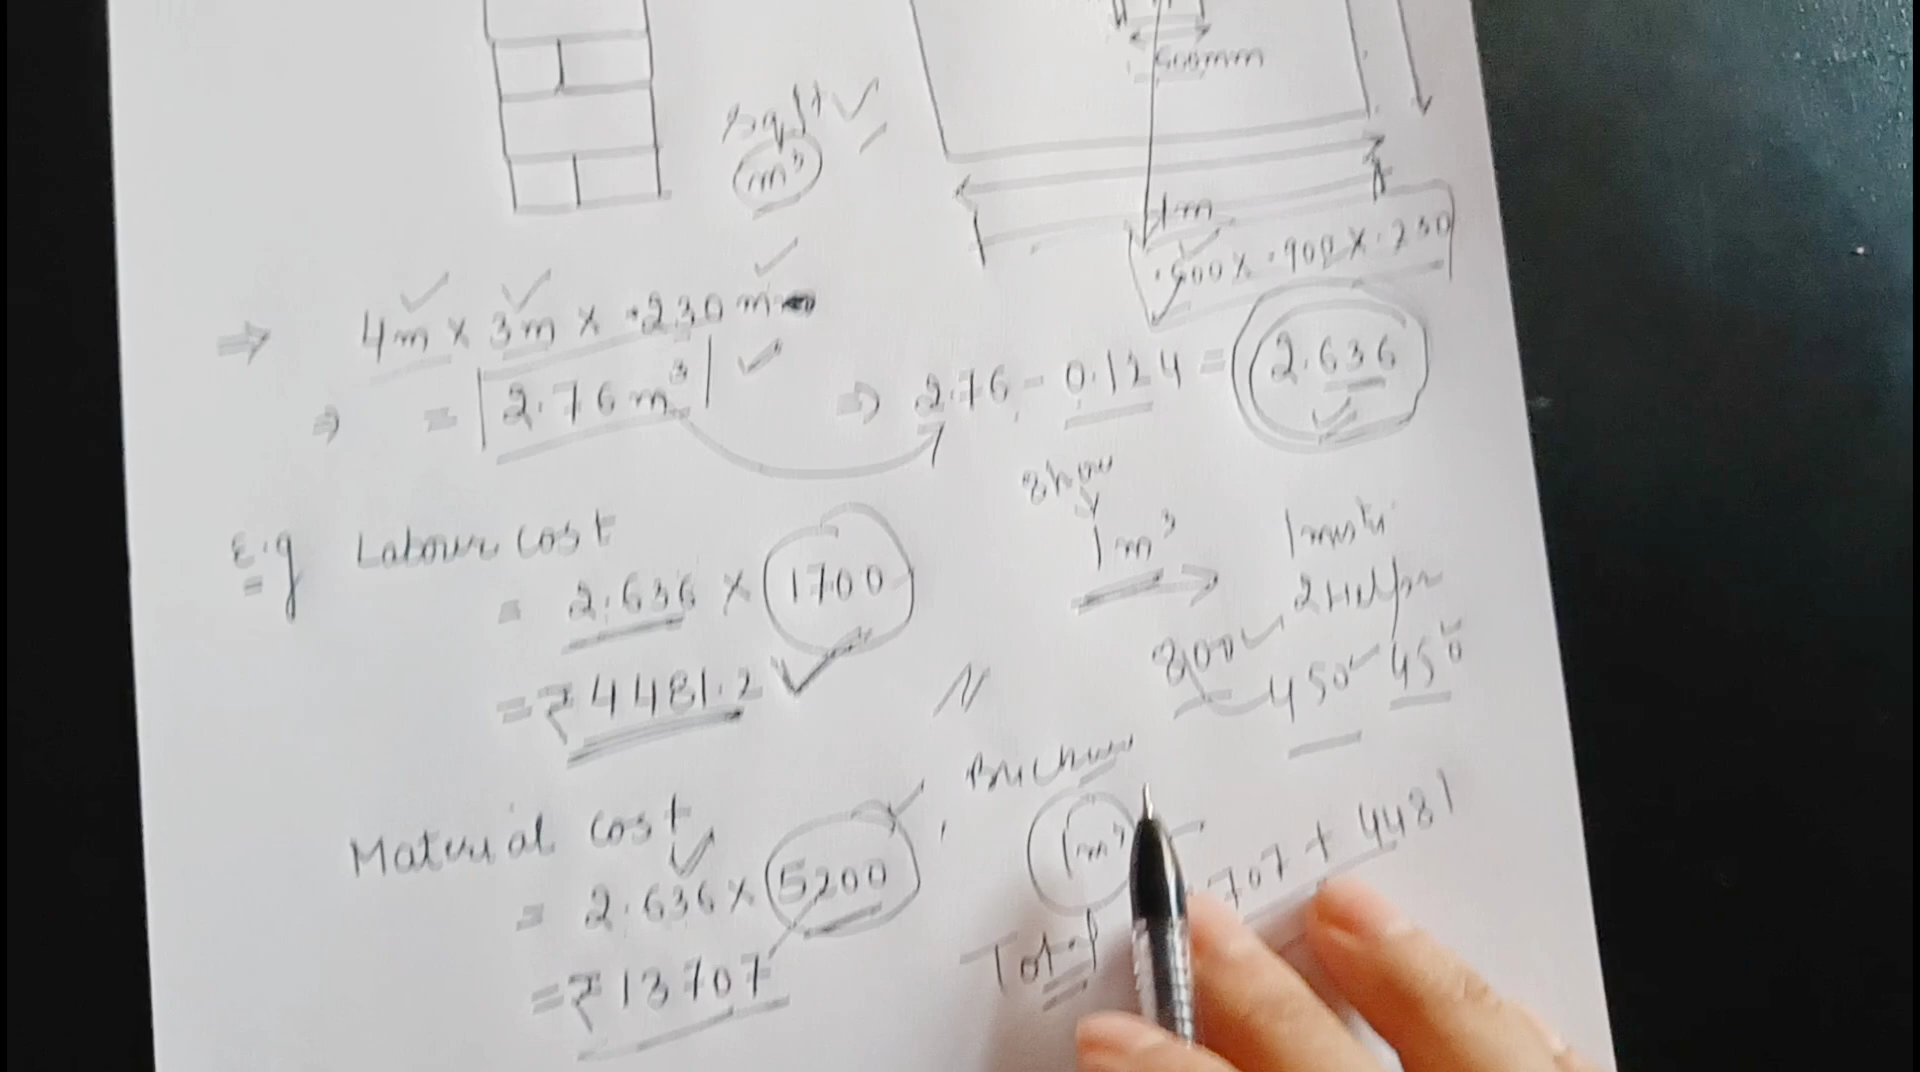 600mm
Sqft
m³
1m
.600 x .900 x .230
⇒ 4m x 3m x .230 m
⇒ = 2.76 m³
⇒ 2.76 - 0.124 = 2.636
E.g Labour Cost
= 2.636 x 1700
= ₹ 4481.2
1m³
1 misti
2 Helper
800 450 450
Material Cost
= 2.636 x 5200
= ₹ 13707
1m³
Total
707 + 4481